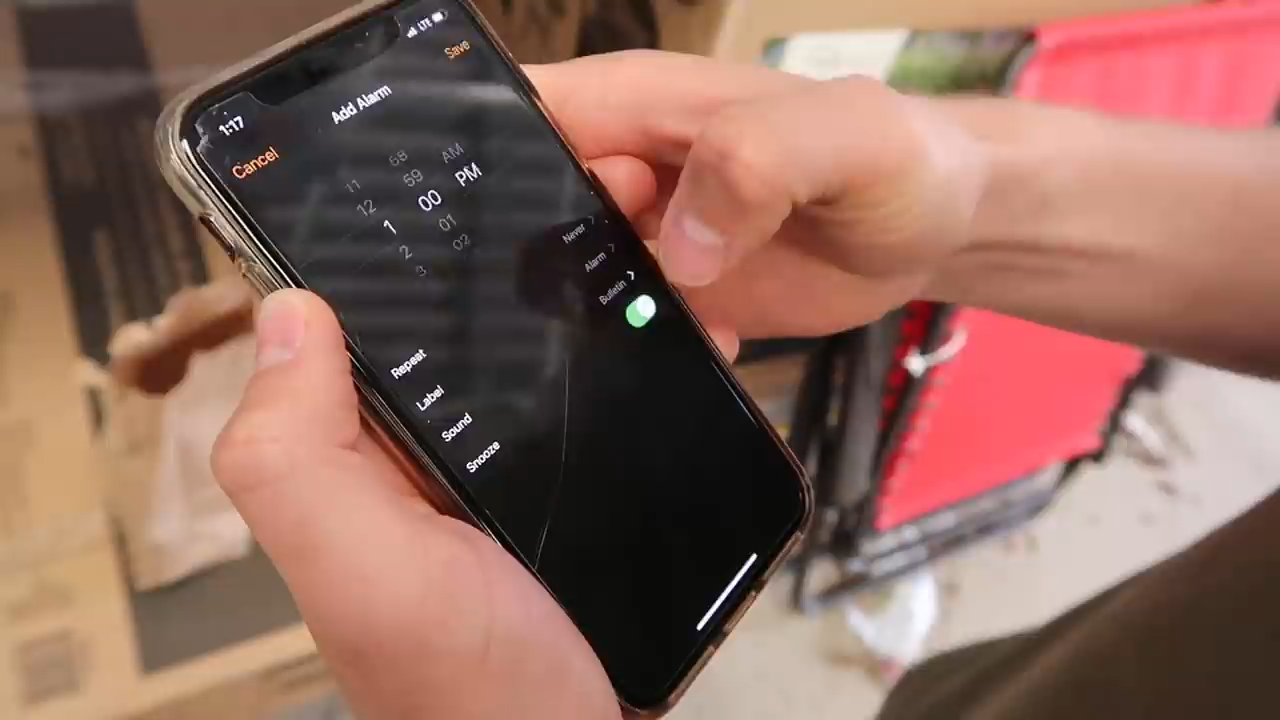 LTE
1:17
Cancel
Add Alarm
Save
11 58 AM
12 59 PM
1 00
2 01
3 02
Repeat Never
Label Alarm
Sound Bulletin
Snooze